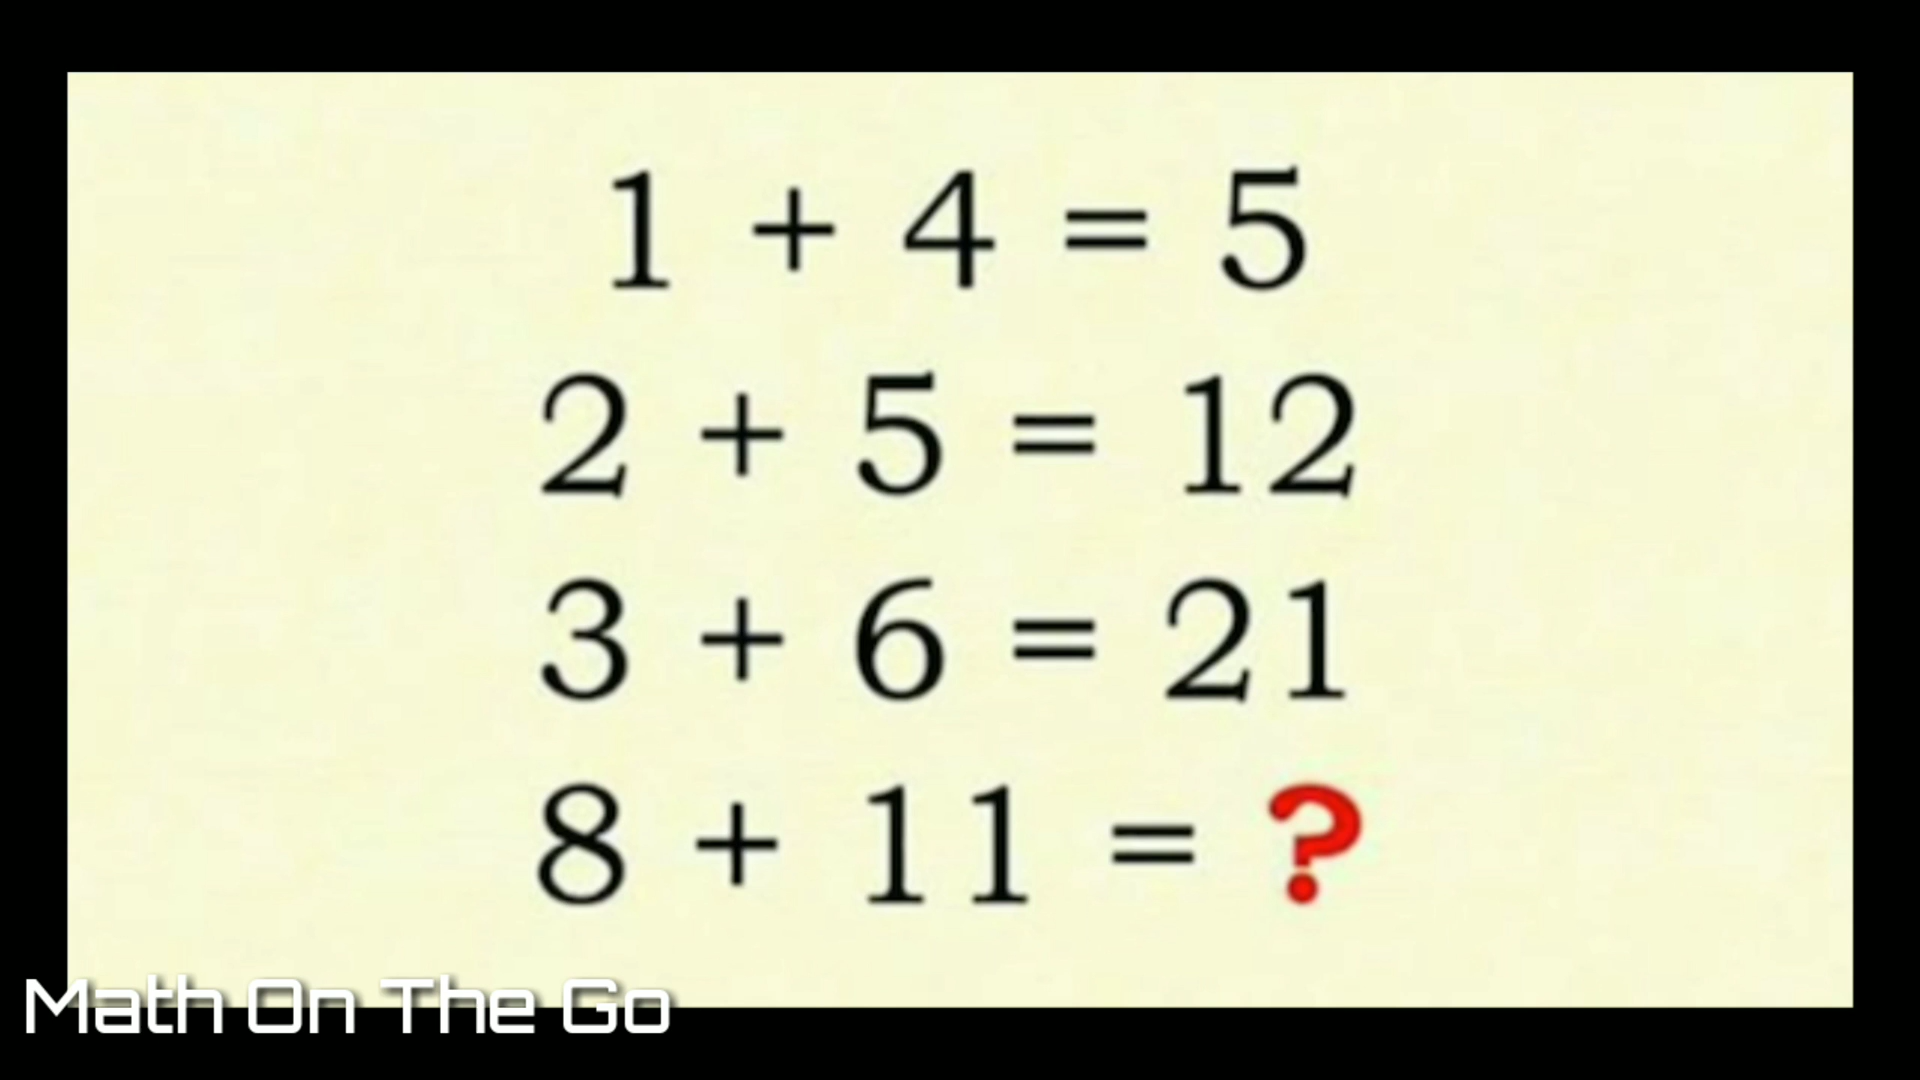 1 + 4 = 5
2 + 5 = 12
3 + 6 = 21
8 + 11 = ?
Math On The Go